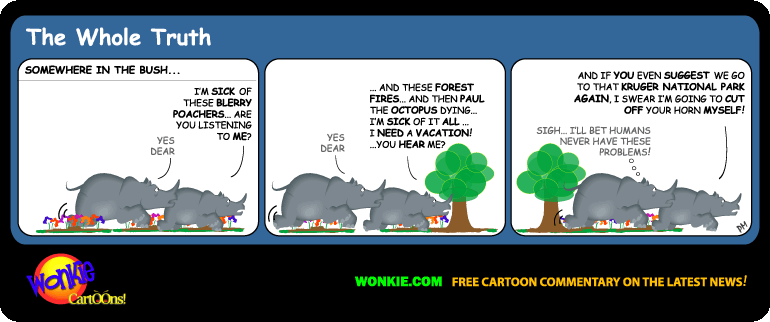 The Whole Truth
SOMEWHERE IN THE BUSH...
I'M SICK OF
THESE BLERRY
POACHERS... ARE
YOU LISTENING
TO ME?
YES
DEAR
... AND THESE FOREST
FIRES... AND THEN PAUL
THE OCTOPUS DYING...
I'M SICK OF IT ALL ...
I NEED A VACATION!
...YOU HEAR ME?
YES
DEAR
AND IF YOU EVEN SUGGEST WE GO
TO THAT KRUGER NATIONAL PARK
AGAIN, I SWEAR I'M GOING TO CUT
OFF YOUR HORN MYSELF!
SIGH... I'LL BET HUMANS
NEVER HAVE THESE
PROBLEMS!
DM
Wonkie
CartOOns!
WONKIE.COM FREE CARTOON COMMENTARY ON THE LATEST NEWS!